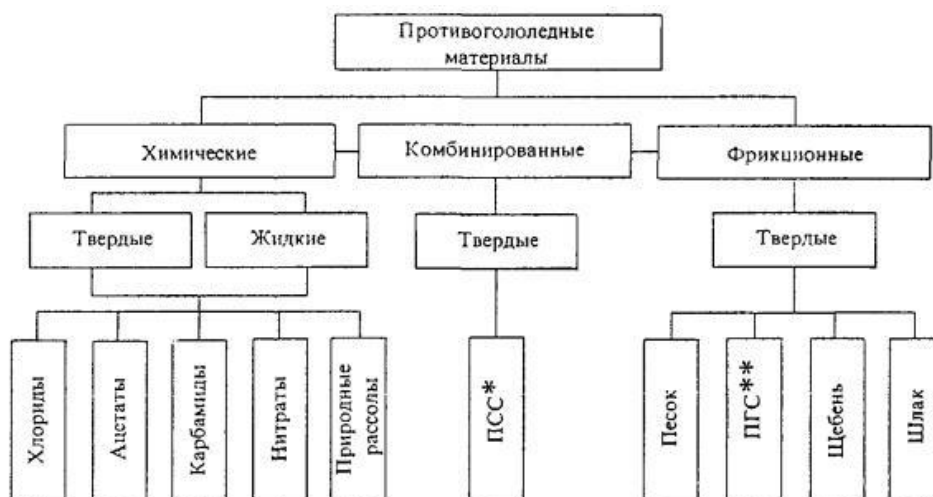 Противогололедные
материалы
Химические
Комбинированные
Фрикционные
Твердые
Жидкие
Твердые
Твердые
Хлориды
Ацетаты
Карбамиды
Нитраты
Природные
рассолы
ПСС*
Песок
ПГС**
Щебень
Шлак